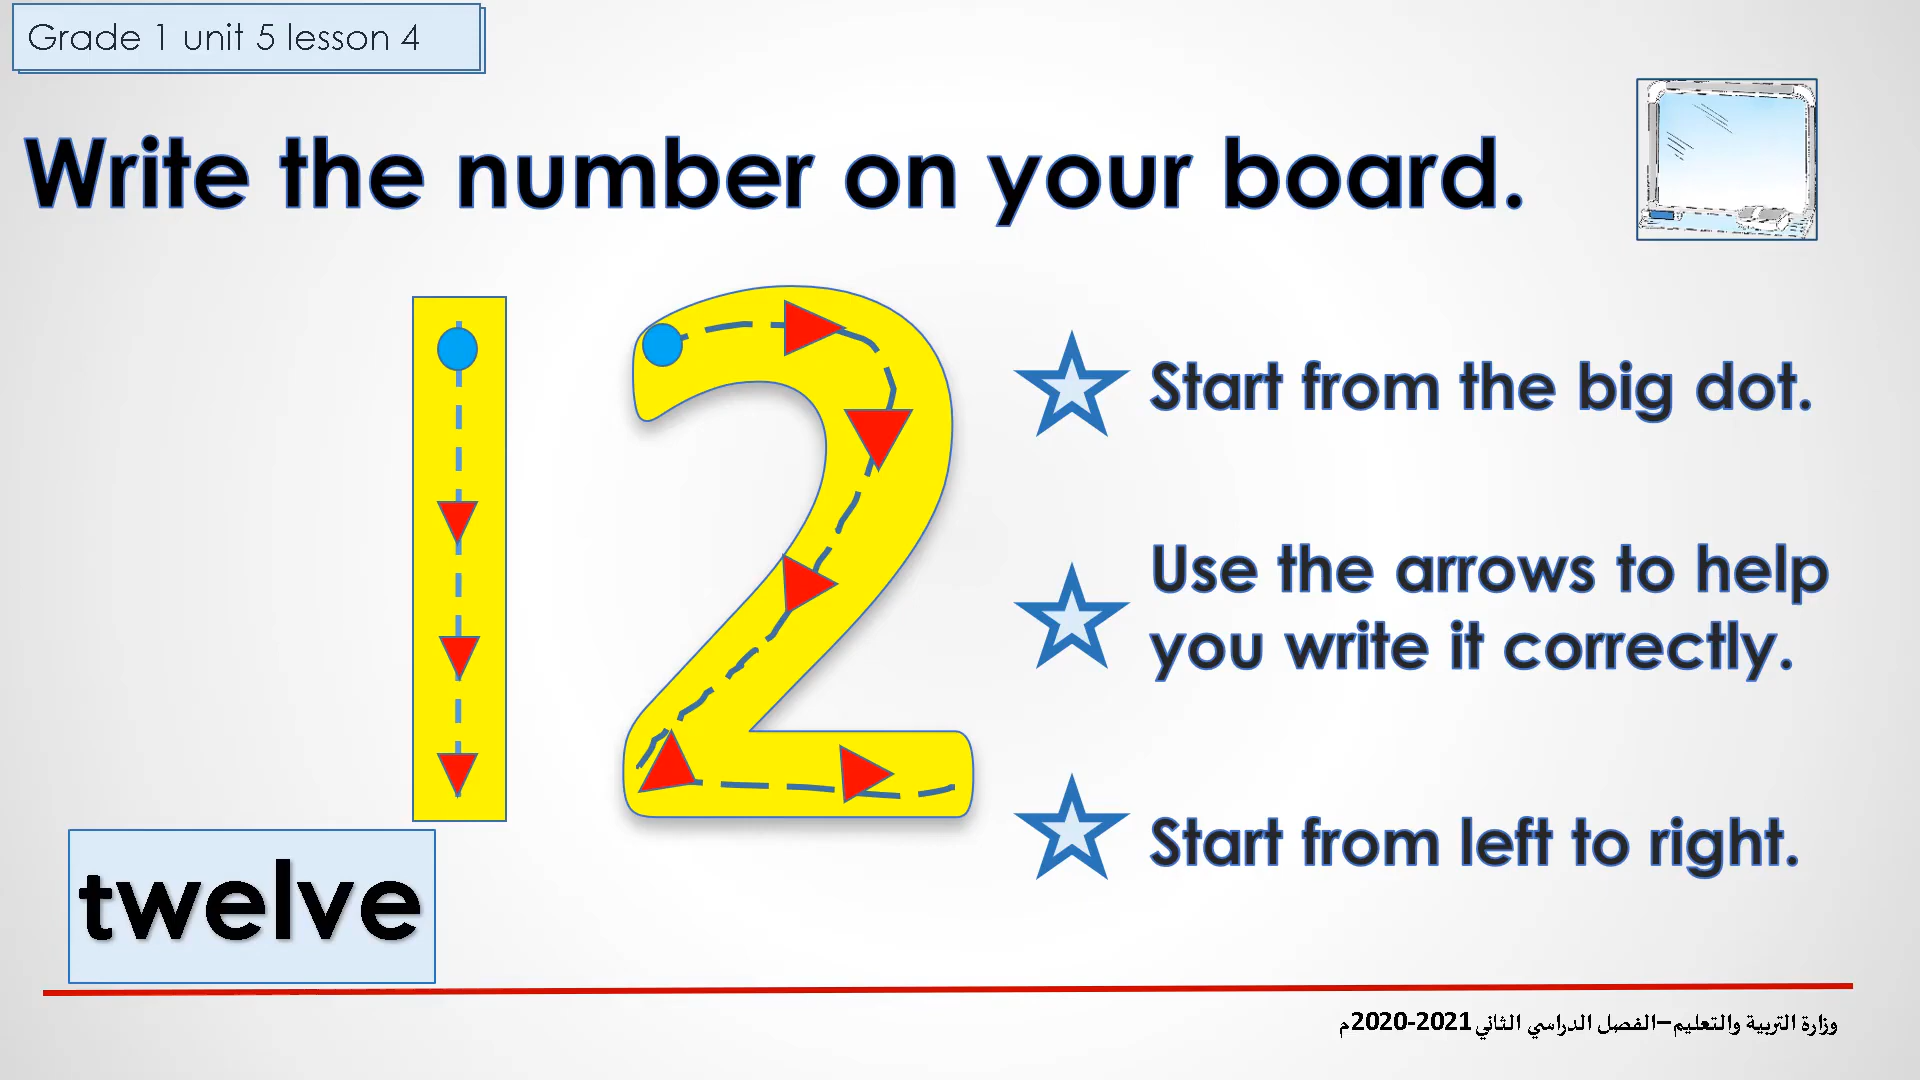 Grade 1 unit 5 lesson 4
Write the number on your board.
12
Start from the big dot.
Use the arrows to help
you write it correctly.
Start from left to right.
twelve
وزارة التربية والتعليم–الفصل الدراسي الثاني 2021-2020م